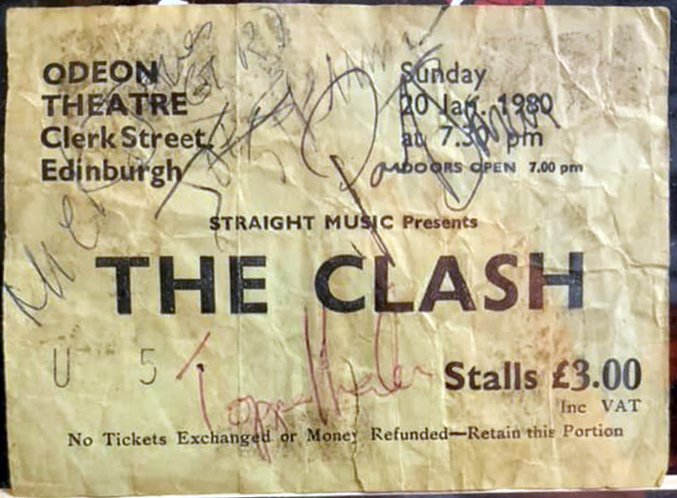 ODEON
THEATRE
Clerk Street.
Edinburgh
Sunday
20 Jan. 1980
at 7.30 pm
DOORS OPEN 7.00 pm
STRAIGHT MUSIC Presents
THE CLASH
U 5
Topper Headon
Stalls £3.00
Inc VAT
No Tickets Exchanged or Money Refunded—Retain this Portion